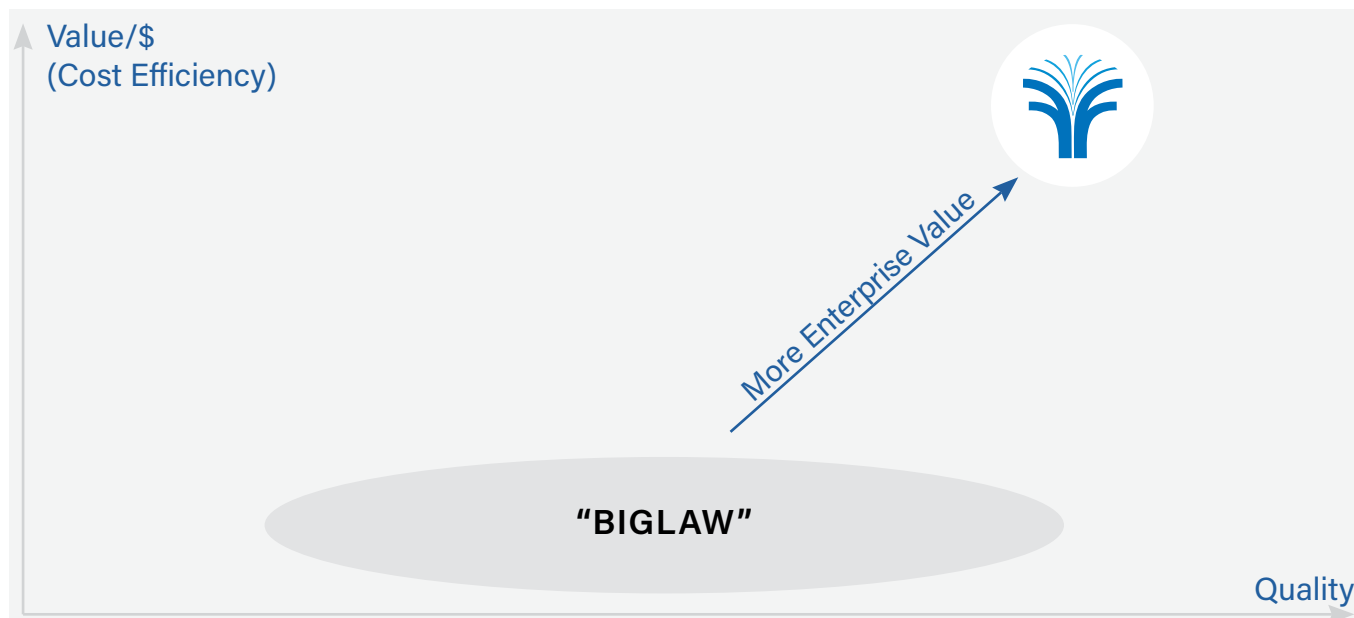 Value/$
(Cost Efficiency)
More Enterprise Value
“BIGLAW”
Quality